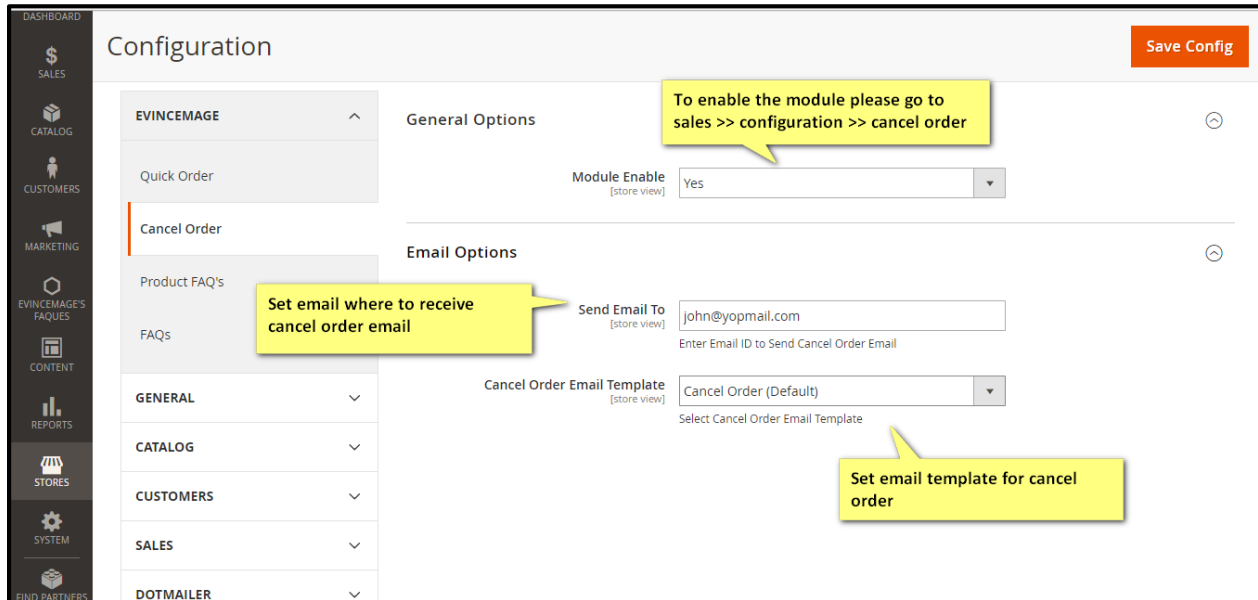 DASHBOARD
$
SALES
CATALOG
CUSTOMERS
MARKETING
EVINCEMAGE'S
FAQUES
CONTENT
REPORTS
STORES
SYSTEM
FIND PARTNERS
Configuration
Save Config
EVINCEMAGE
Quick Order
Cancel Order
Product FAQ's
FAQs
GENERAL
CATALOG
CUSTOMERS
SALES
DOTMAILER
General Options
To enable the module please go to
sales >> configuration >> cancel order
Module Enable
[store view]
Yes
Email Options
Set email where to receive
cancel order email
Send Email To
[store view]
john@yopmail.com
Enter Email ID to Send Cancel Order Email
Cancel Order Email Template
[store view]
Cancel Order (Default)
Select Cancel Order Email Template
Set email template for cancel
order